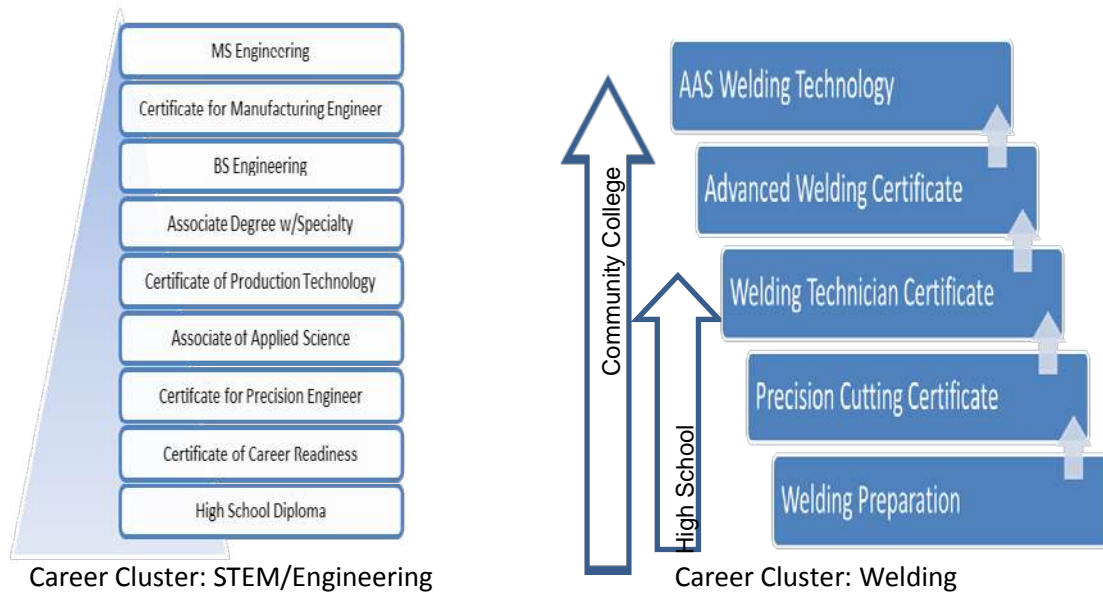 MS Engineering
Certificate for Manufacturing Engineer
BS Engineering
Associate Degree w/Specialty
Certificate of Production Technology
Associate of Applied Science
Certifcate for Precision Engineer
Certificate of Career Readiness
High School Diploma
Career Cluster: STEM/Engineering
Community College
High School
AAS Welding Technology
Advanced Welding Certificate
Welding Technician Certificate
Precision Cutting Certificate
Welding Preparation
Career Cluster: Welding